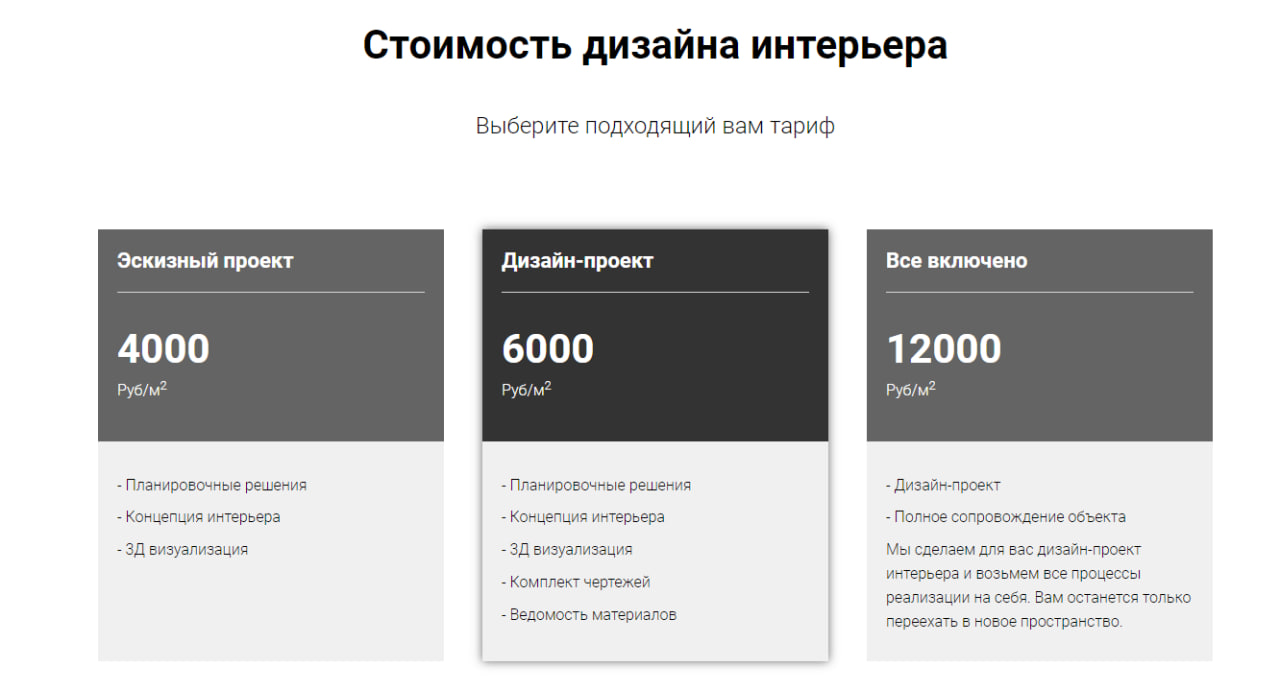 Стоимость дизайна интерьера
Выберите подходящий вам тариф
Эскизный проект
4000
Руб/м²
- Планировочные решения
- Концепция интерьера
- 3Д визуализация
Дизайн-проект
6000
Руб/м²
- Планировочные решения
- Концепция интерьера
- 3Д визуализация
- Комплект чертежей
- Ведомость материалов
Все включено
12000
Руб/м²
- Дизайн-проект
- Полное сопровождение объекта
Мы сделаем для вас дизайн-проект
интерьера и возьмем все процессы
реализации на себя. Вам останется только
переехать в новое пространство.